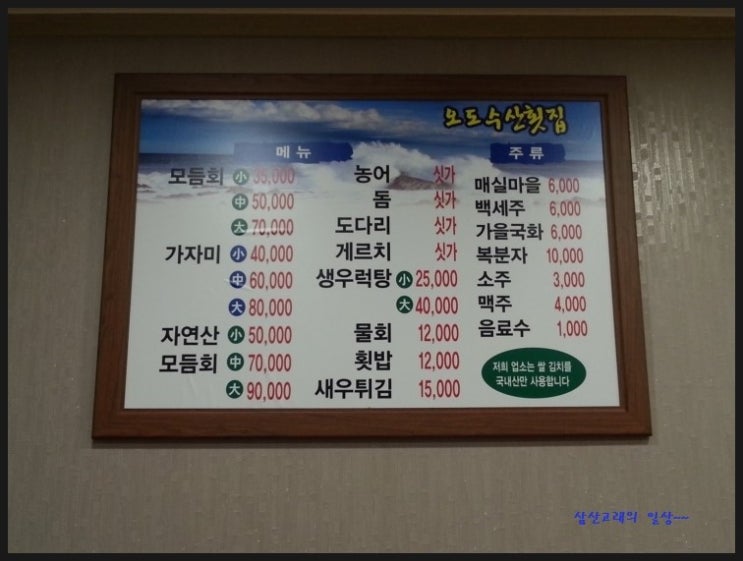 오도수산횟집
메뉴
모듬회 小 35,000
中 50,000
大 70,000
가자미 小 40,000
中 60,000
大 80,000
자연산 小 50,000
모듬회 中 70,000
大 90,000
농어 싯가
돔 싯가
도다리 싯가
게르치 싯가
생우럭탕 小 25,000
大 40,000
물회 12,000
횟밥 12,000
새우튀김 15,000
주류
매실마을 6,000
백세주 6,000
가을국화 6,000
복분자 10,000
소주 3,000
맥주 4,000
음료수 1,000
저희 업소는 쌀 김치를
국내산만 사용합니다
삼산고래의 일상~~